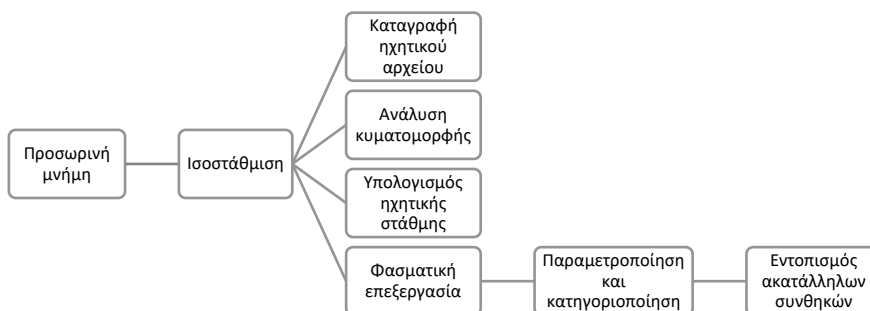 Προσωρινή
μνήμη
Ισοστάθμιση
Καταγραφή
ηχητικού
αρχείου
Ανάλυση
κυματομορφής
Υπολογισμός
ηχητικής
στάθμης
Φασματική
επεξεργασία
Παραμετροποίηση
και
κατηγοριοποίηση
Εντοπισμός
ακατάλληλων
συνθηκών